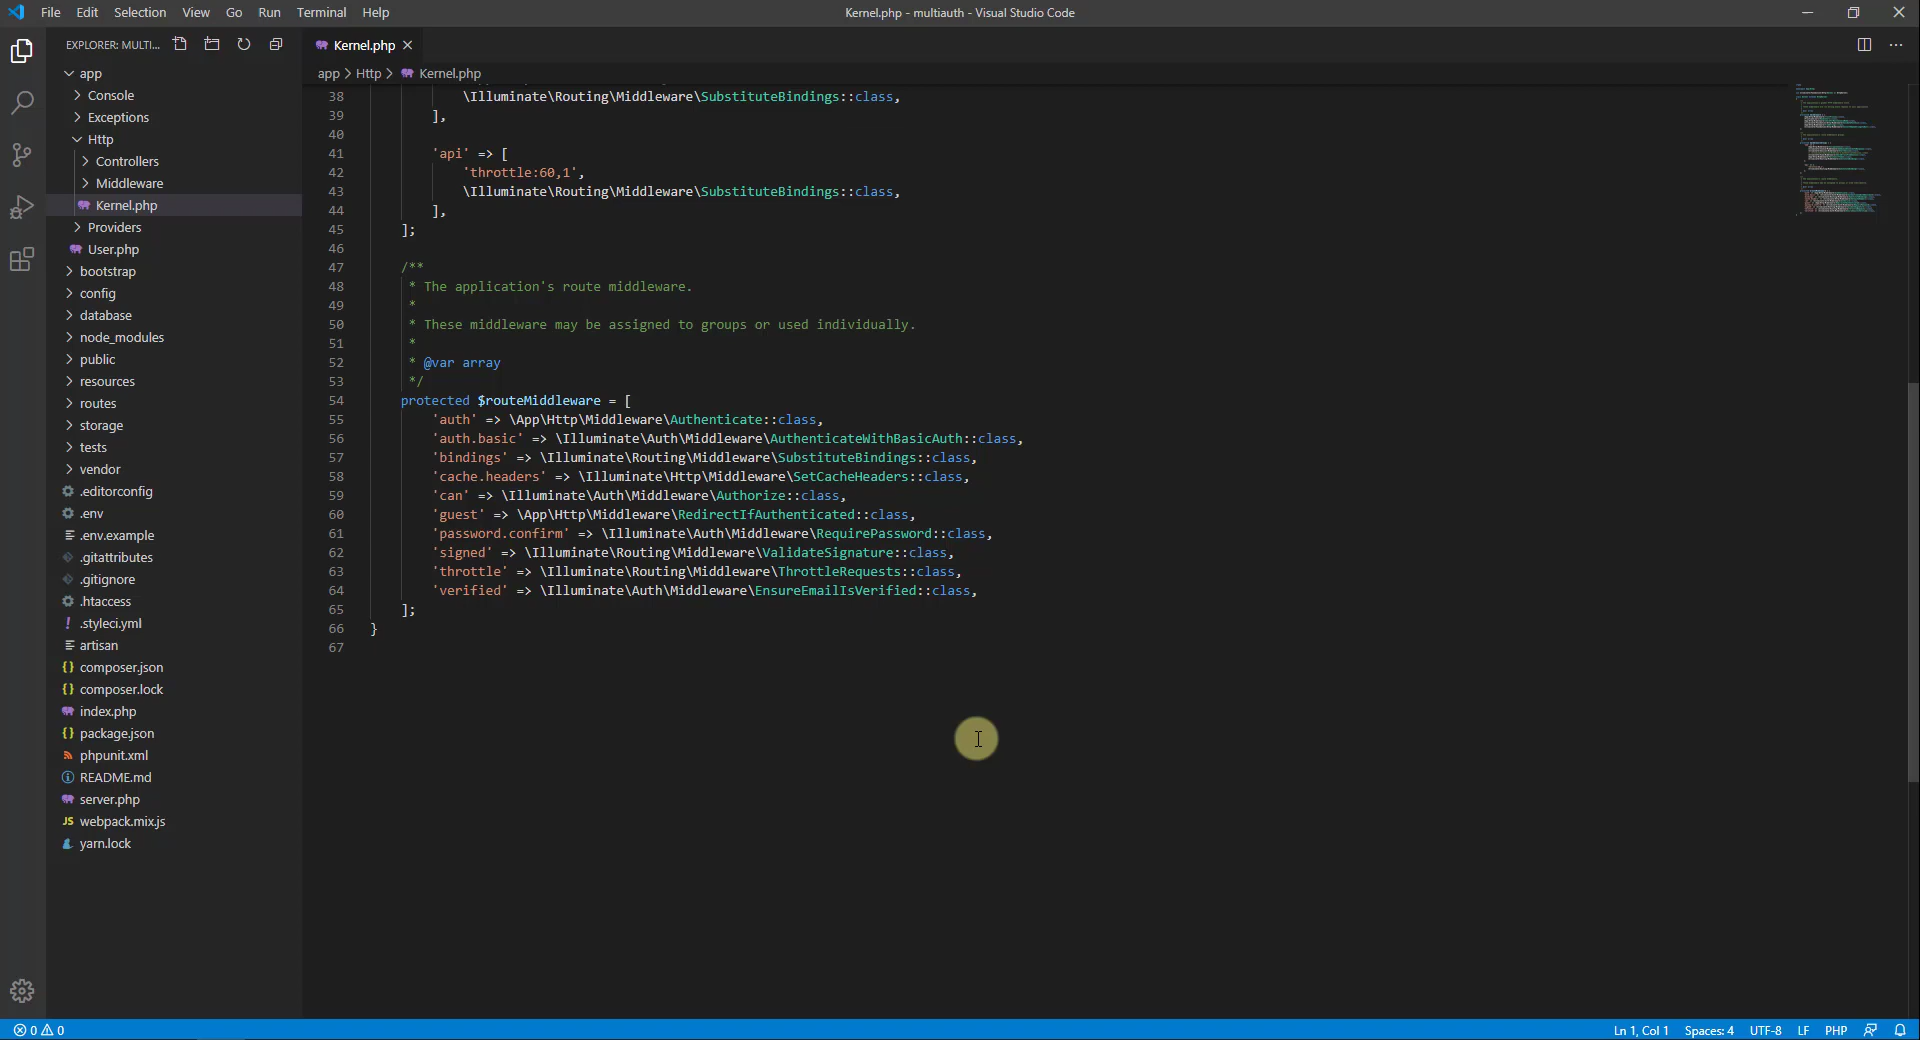 File Edit Selection View Go Run Terminal Help
Kernel.php - multiauth - Visual Studio Code
EXPLORER: MULTI...
app
Console
Exceptions
Http
Controllers
Middleware
Kernel.php
Providers
User.php
bootstrap
config
database
node_modules
public
resources
routes
storage
tests
vendor
.editorconfig
.env
.env.example
.gitattributes
.gitignore
.htaccess
.styleci.yml
artisan
composer.json
composer.lock
index.php
package.json
phpunit.xml
README.md
server.php
JS webpack.mix.js
yarn.lock
Kernel.php
app > Http > Kernel.php
38 \Illuminate\Routing\Middleware\SubstituteBindings::class,
39 ],
40
41 'api' => [
42 'throttle:60,1',
43 \Illuminate\Routing\Middleware\SubstituteBindings::class,
44 ],
45 ];
46
47 /**
48 * The application's route middleware.
49 *
50 * These middleware may be assigned to groups or used individually.
51 *
52 * @var array
53 */
54 protected $routeMiddleware = [
55 'auth' => \App\Http\Middleware\Authenticate::class,
56 'auth.basic' => \Illuminate\Auth\Middleware\AuthenticateWithBasicAuth::class,
57 'bindings' => \Illuminate\Routing\Middleware\SubstituteBindings::class,
58 'cache.headers' => \Illuminate\Http\Middleware\SetCacheHeaders::class,
59 'can' => \Illuminate\Auth\Middleware\Authorize::class,
60 'guest' => \App\Http\Middleware\RedirectIfAuthenticated::class,
61 'password.confirm' => \Illuminate\Auth\Middleware\RequirePassword::class,
62 'signed' => \Illuminate\Routing\Middleware\ValidateSignature::class,
63 'throttle' => \Illuminate\Routing\Middleware\ThrottleRequests::class,
64 'verified' => \Illuminate\Auth\Middleware\EnsureEmailIsVerified::class,
65 ];
66 }
67
0 0
Ln 1, Col 1 Spaces: 4 UTF-8 LF PHP